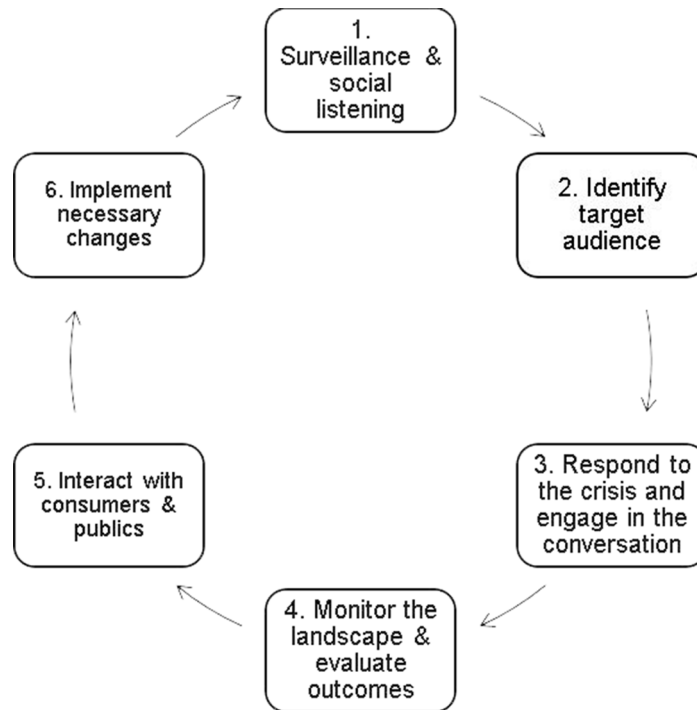 1.
Surveillance &
social
listening
2. Identify
target
audience
3. Respond to
the crisis and
engage in the
conversation
4. Monitor the
landscape &
evaluate
outcomes
5. Interact with
consumers &
publics
6. Implement
necessary
changes